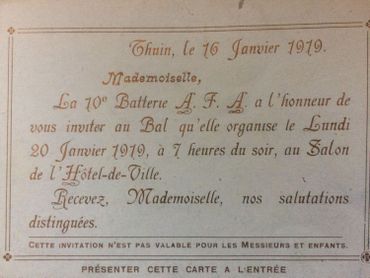 Thuin, le 16 Janvier 1919.
Mademoiselle,
La 10e Batterie A. F. A. a l'honneur de
vous inviter au Bal qu'elle organise le Lundi
20 Janvier 1919, à 7 heures du soir, au Salon
de l'Hôtel-de-Ville.
Recevez, Mademoiselle, nos salutations
distinguées.
CETTE INVITATION N'EST PAS VALABLE POUR LES MESSIEURS ET ENFANTS.
PRÉSENTER CETTE CARTE A L'ENTRÉE